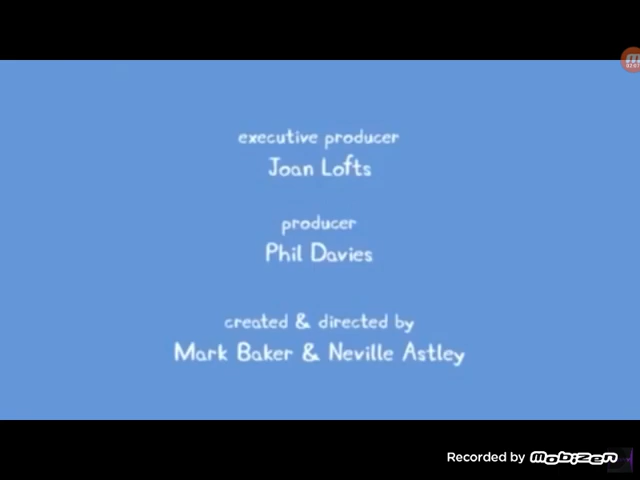 executive producer
Joan Lofts
producer
Phil Davies
created & directed by
Mark Baker & Neville Astley
Recorded by mobizen